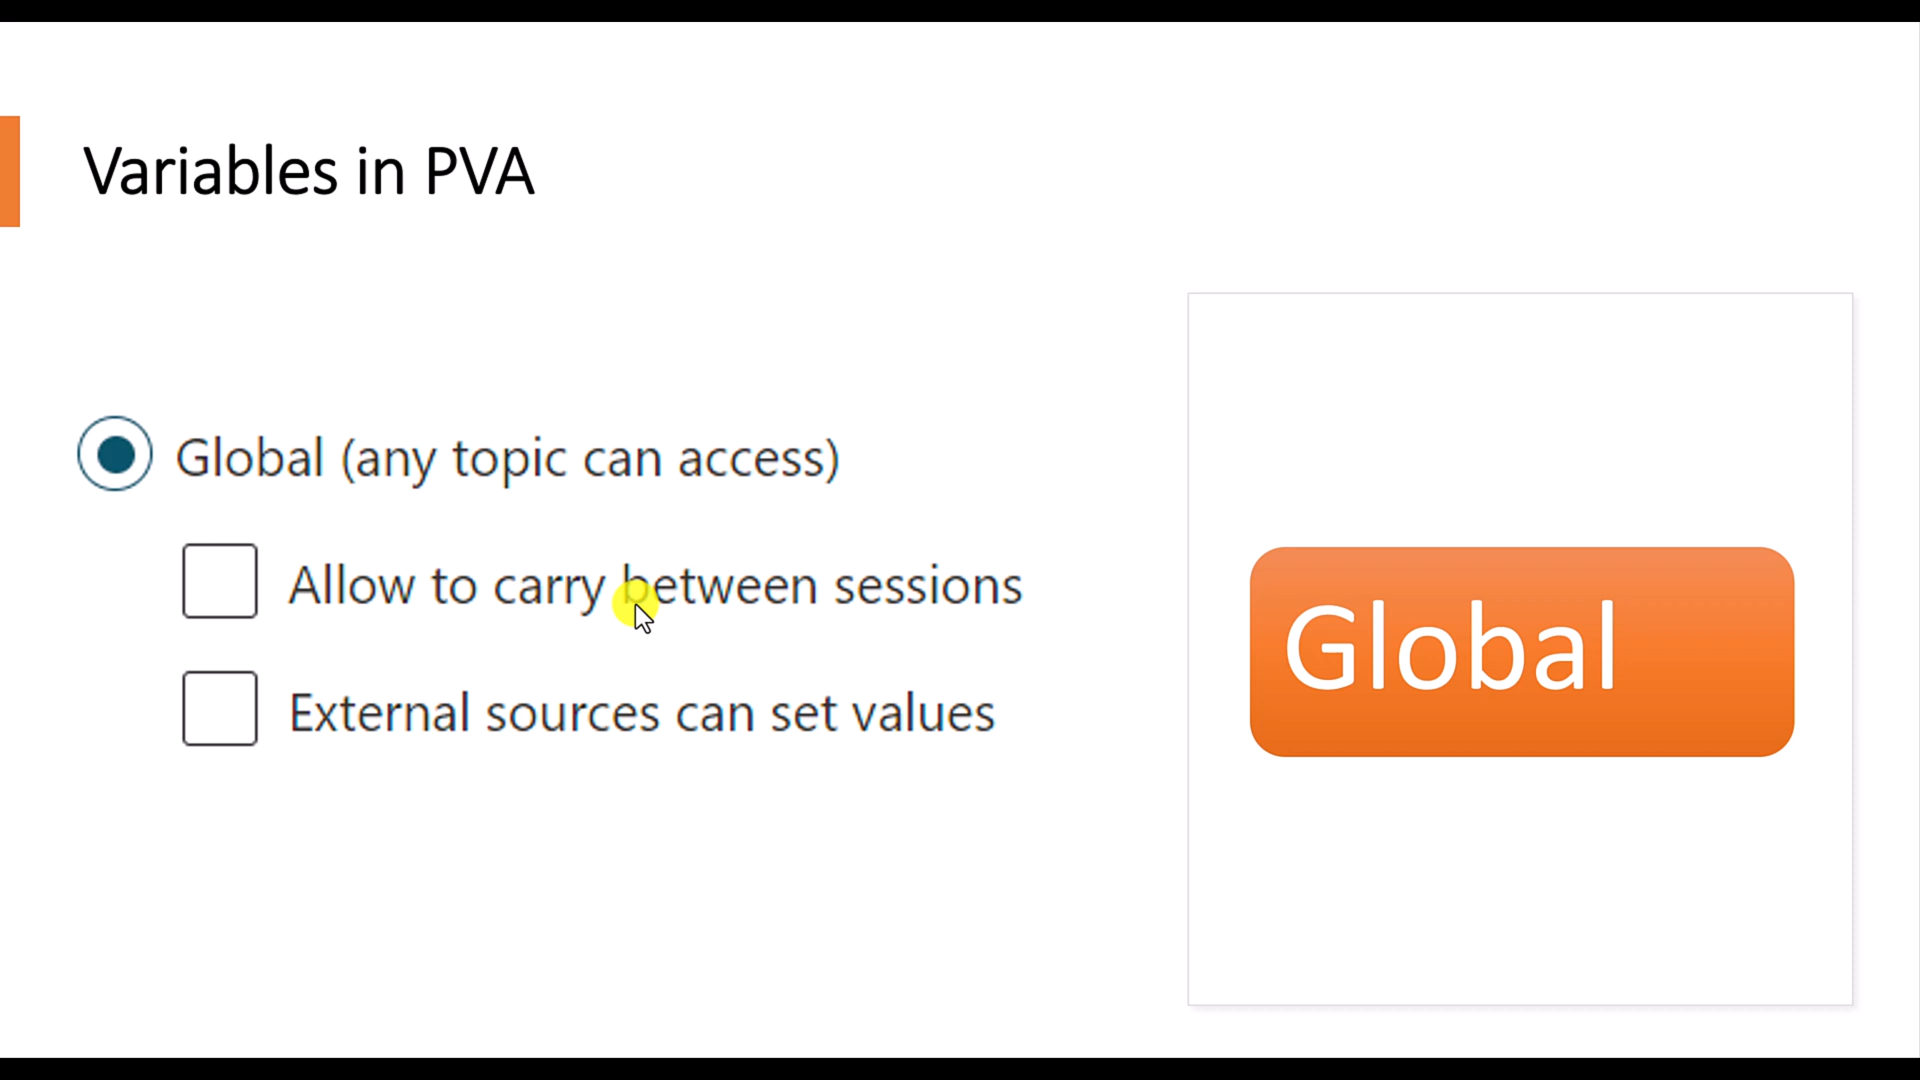 Variables in PVA
Global (any topic can access)
Allow to carry between sessions
External sources can set values
Global